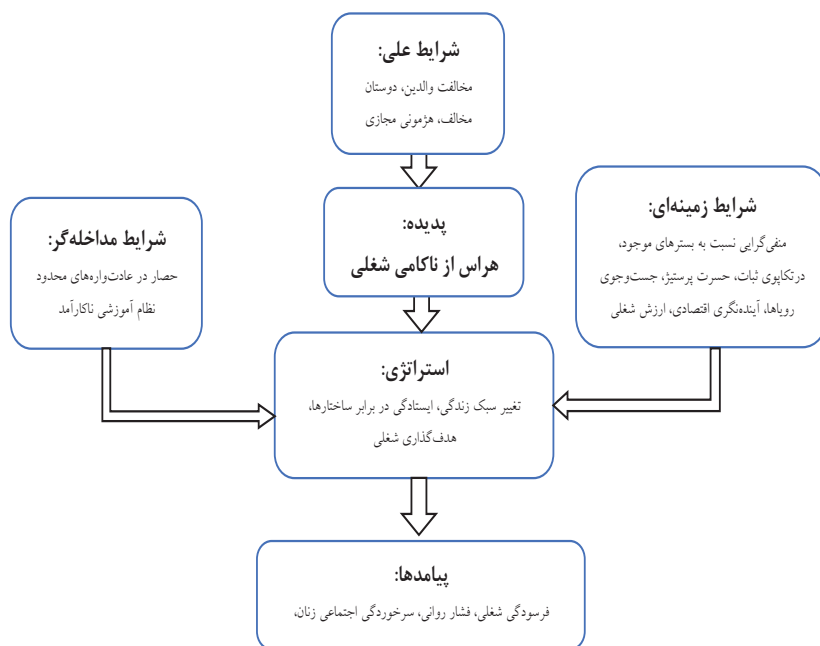 شرایط علی:
مخالفت والدین، دوستان
مخالف، هژمونی مجازی
شرایط زمینه‌ای:
منفی‌گرایی نسبت به بسترهای موجود،
درتکاپوی ثبات، حسرت پرستیژ، جست‌وجوی
رویاها، آینده‌نگری اقتصادی، ارزش شغلی
پدیده:
هراس از ناکامی شغلی
شرایط مداخله‌گر:
حصار در عادت‌واره‌های محدود
نظام آموزشی ناکارآمد
استراتژی:
تغییر سبک زندگی، ایستادگی در برابر ساختارها،
هدف‌گذاری شغلی
پیامدها:
فرسودگی شغلی، فشار روانی، سرخوردگی اجتماعی زنان،